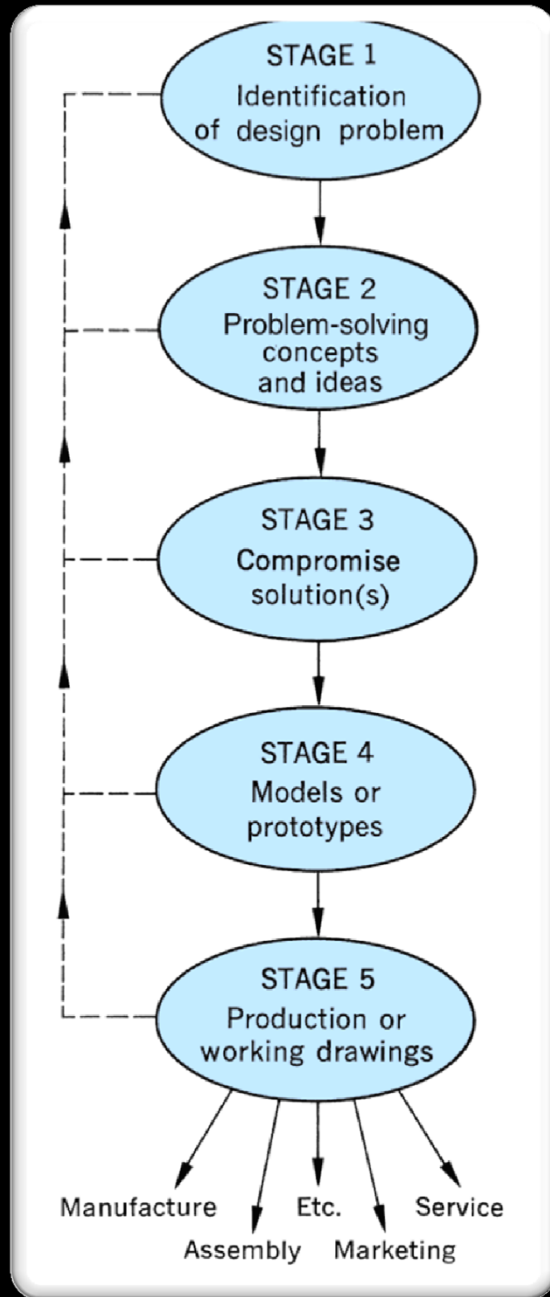 STAGE 1
Identification
of design problem
STAGE 2
Problem-solving
concepts
and ideas
STAGE 3
Compromise
solution(s)
STAGE 4
Models or
prototypes
STAGE 5
Production or
working drawings
Manufacture Etc. Service
Assembly Marketing